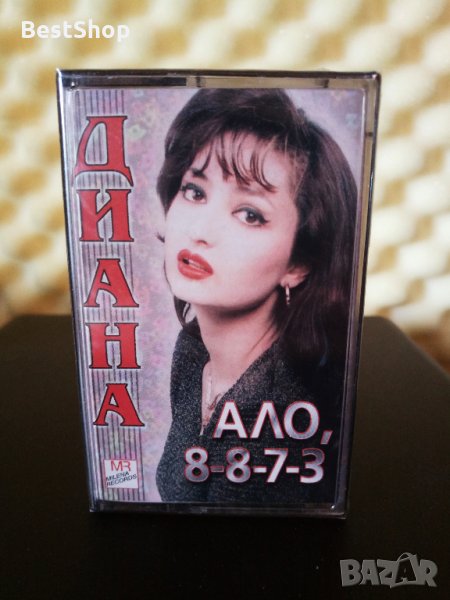 BestShop
ДИАНА
АЛО,
8-8-7-3
MR
MILENA
RECORDS
BAZAR